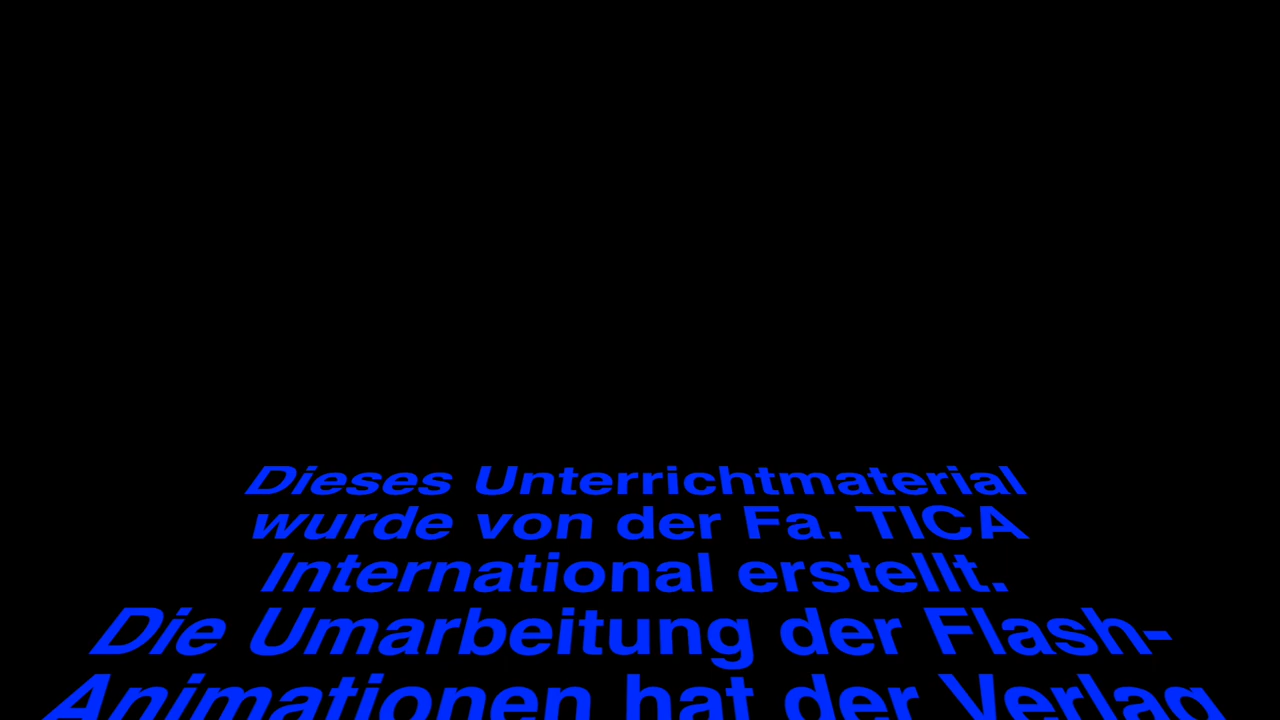 Dieses Unterrichtmaterial
wurde von der Fa. TICA
International erstellt.
Die Umarbeitung der Flash-
Animationen hat der Verlag